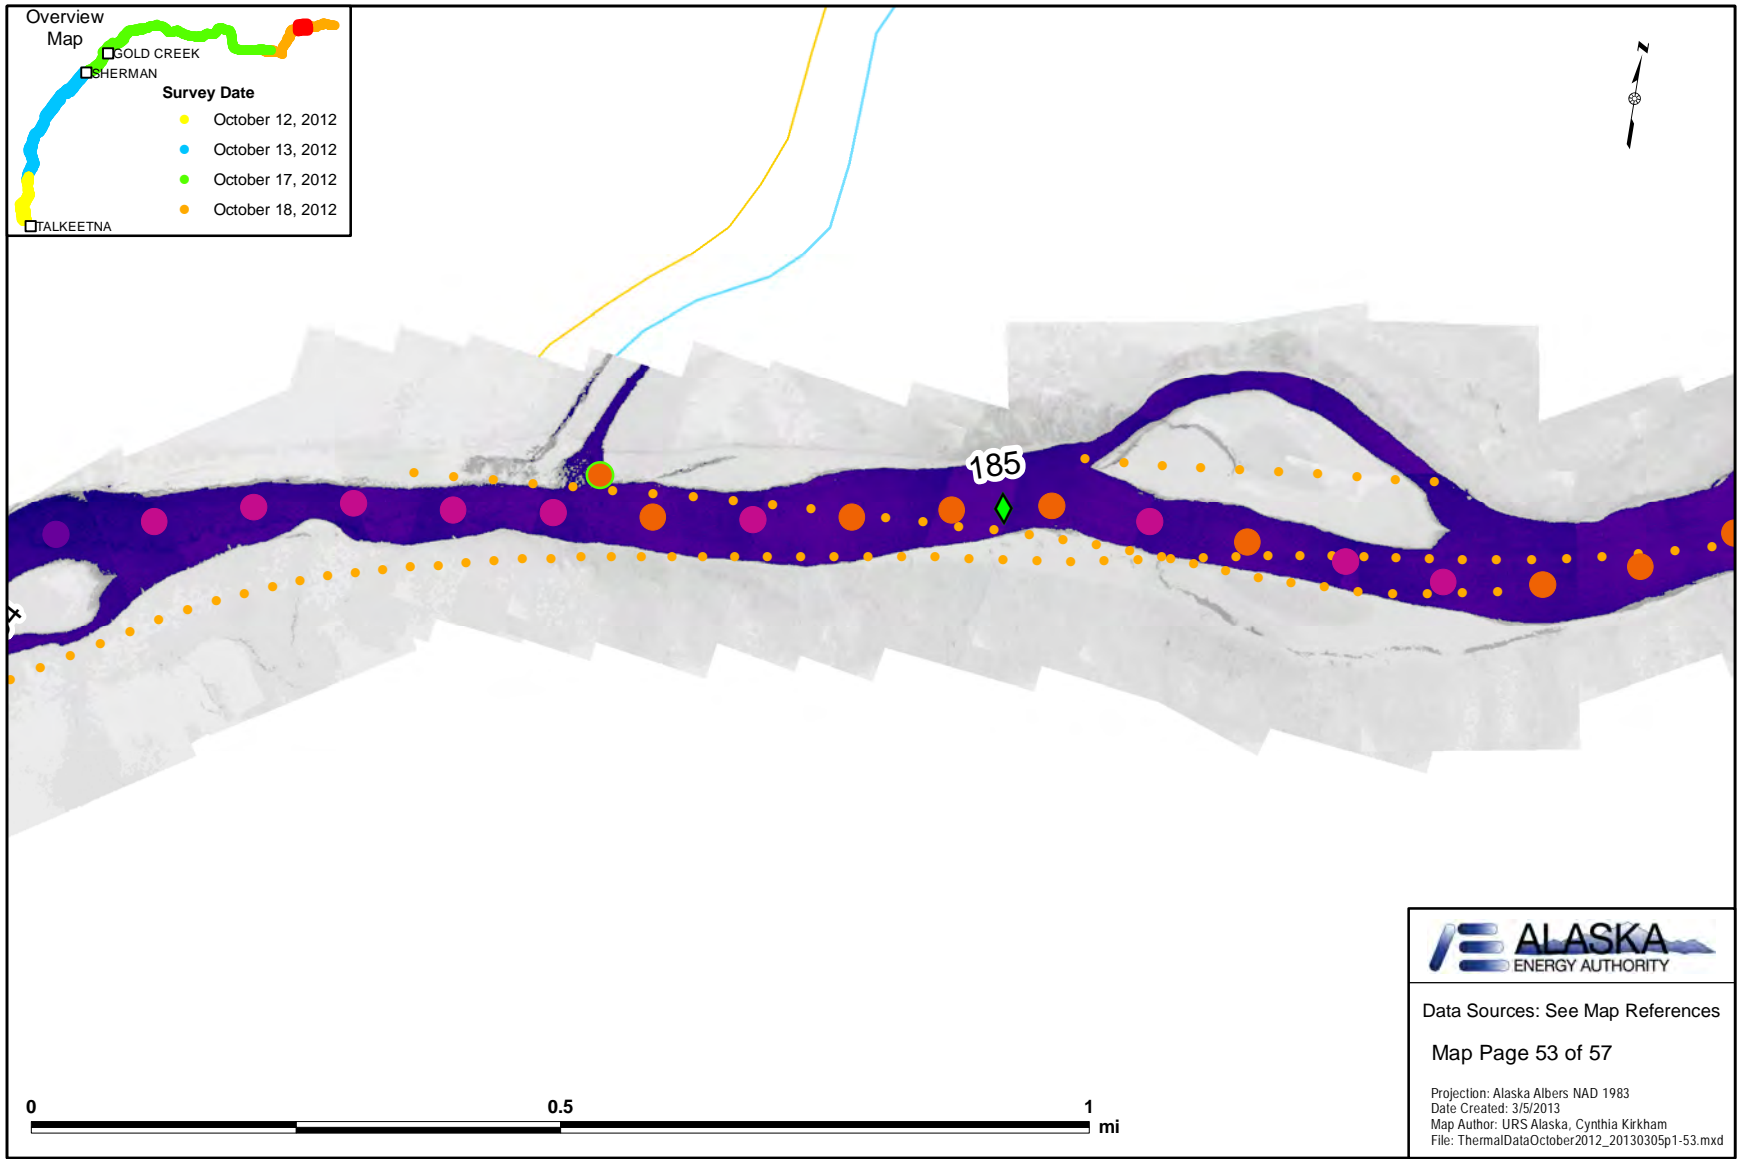 Overview
Map
GOLD CREEK
SHERMAN
Survey Date
October 12, 2012
October 13, 2012
October 17, 2012
October 18, 2012
TALKEETNA
N
185
0
0.5
1
mi
ALASKA
ENERGY AUTHORITY
Data Sources: See Map References
Map Page 53 of 57
Projection: Alaska Albers NAD 1983
Date Created: 3/5/2013
Map Author: URS Alaska, Cynthia Kirkham
File: ThermalDataOctober2012_20130305p1-53.mxd